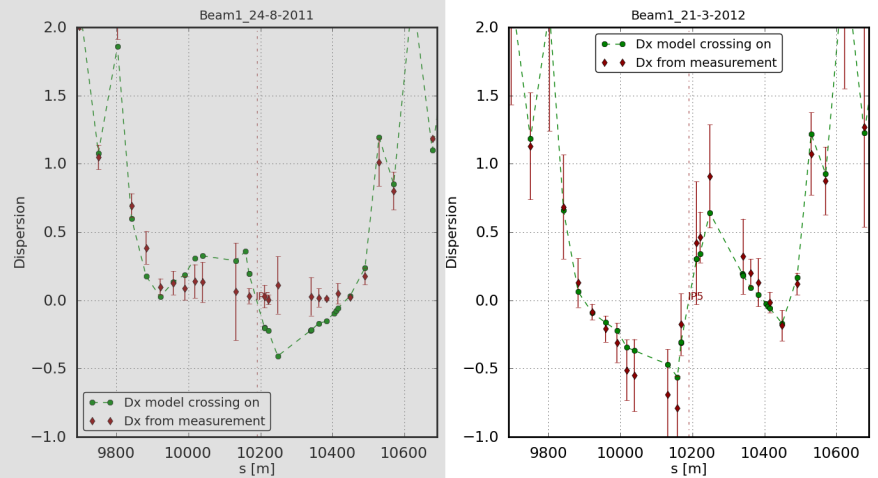 Beam1_24-8-2011
2.0
1.5
1.0
0.5
0.0
−0.5
−1.0
Dispersion
IP5
Dx model crossing on
Dx from measurement
9800 10000 10200 10400 10600
s [m]
Beam1_21-3-2012
Dx model crossing on
Dx from measurement
2.0
1.5
1.0
0.5
0.0
−0.5
−1.0
Dispersion
IP5
9800 10000 10200 10400 10600
s [m]